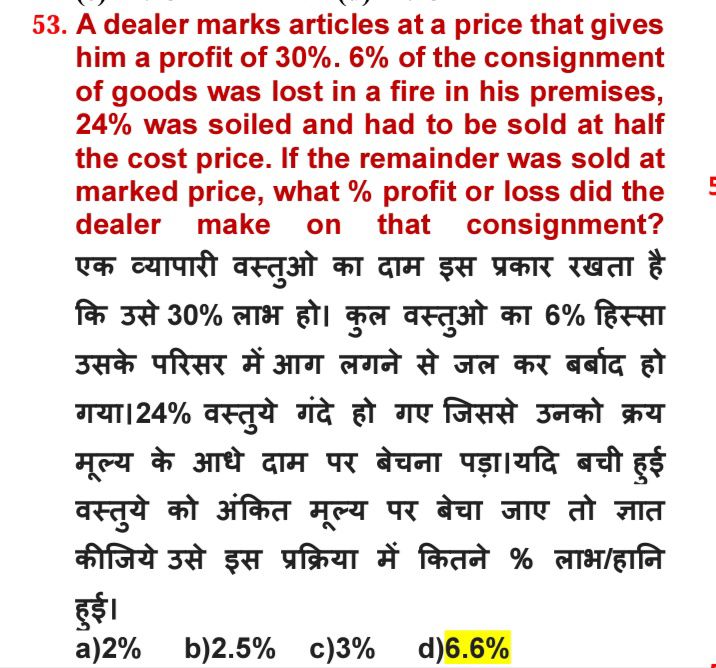 53. A dealer marks articles at a price that gives
him a profit of 30%. 6% of the consignment
of goods was lost in a fire in his premises,
24% was soiled and had to be sold at half
the cost price. If the remainder was sold at
marked price, what % profit or loss did the
dealer make on that consignment?
एक व्यापारी वस्तुओ का दाम इस प्रकार रखता है
कि उसे 30% लाभ हो। कुल वस्तुओ का 6% हिस्सा
उसके परिसर में आग लगने से जल कर बर्बाद हो
गया।24% वस्तुये गंदे हो गए जिससे उनको क्रय
मूल्य के आधे दाम पर बेचना पड़ा।यदि बची हुई
वस्तुये को अंकित मूल्य पर बेचा जाए तो ज्ञात
कीजिये उसे इस प्रक्रिया में कितने % लाभ/हानि
हुई।
a)2% b)2.5% c)3% d)6.6%